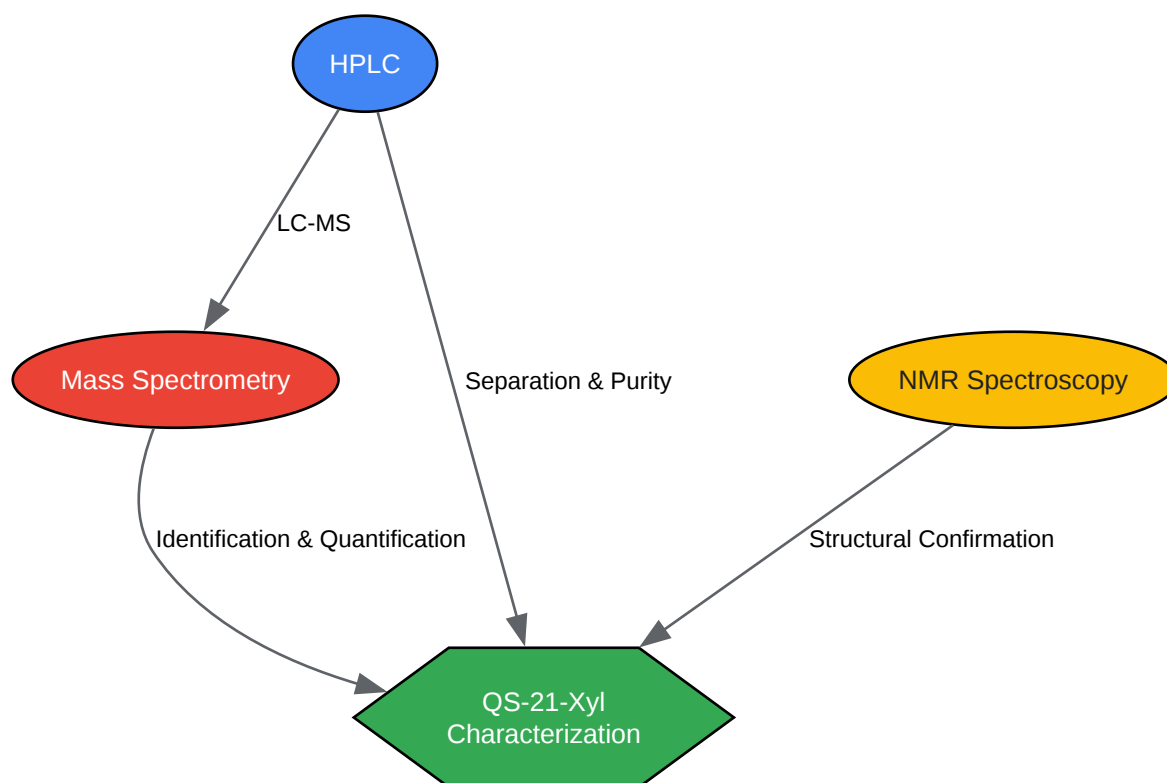 HPLC
LC-MS
Mass Spectrometry
Separation & Purity
NMR Spectroscopy
Identification & Quantification
Structural Confirmation
QS-21-Xyl
Characterization